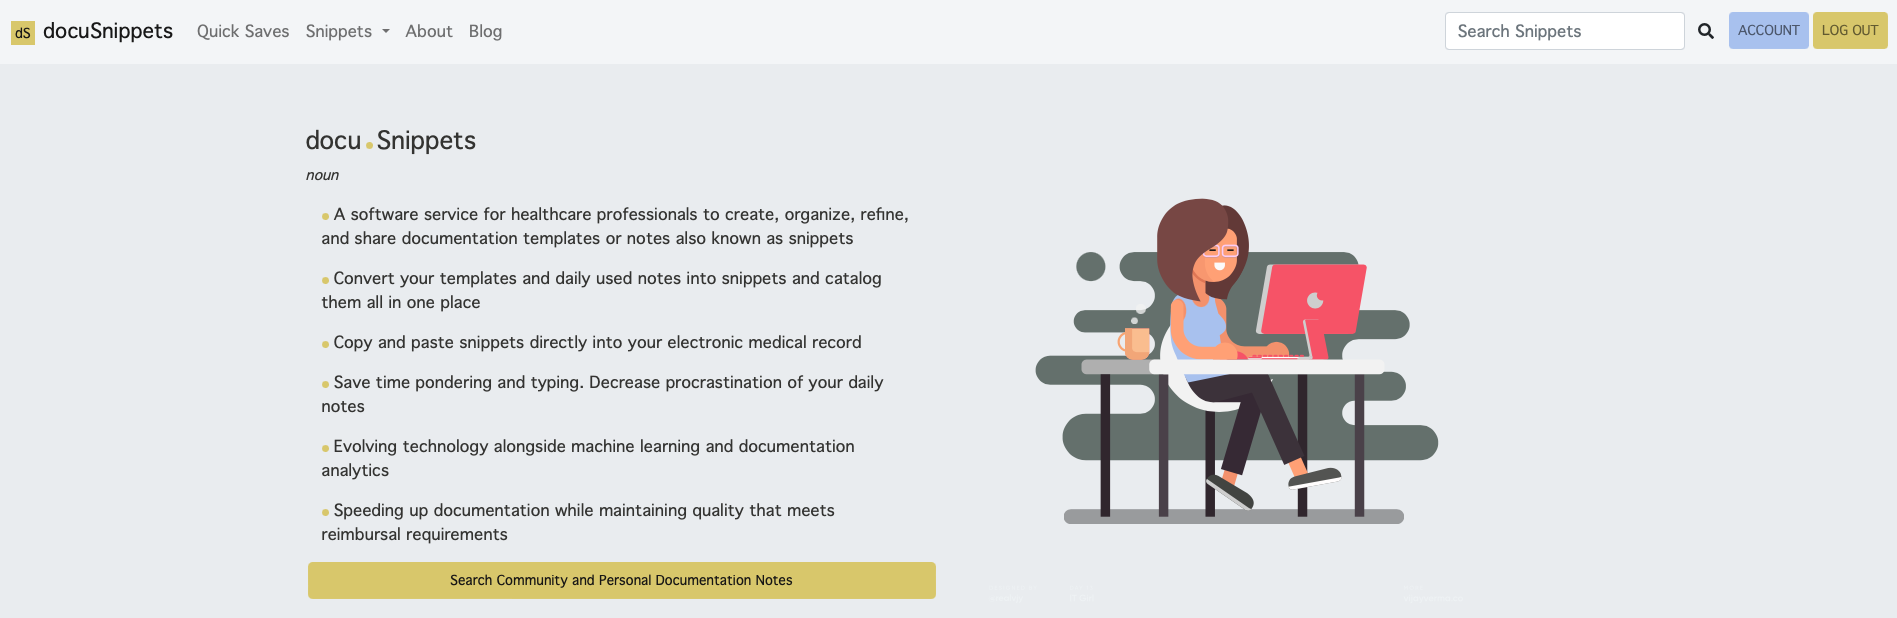 dS docuSnippets Quick Saves Snippets About Blog Search Snippets ACCOUNT LOG OUT
docu.Snippets
noun
A software service for healthcare professionals to create, organize, refine,
and share documentation templates or notes also known as snippets
Convert your templates and daily used notes into snippets and catalog
them all in one place
Copy and paste snippets directly into your electronic medical record
Save time pondering and typing. Decrease procrastination of your daily
notes
Evolving technology alongside machine learning and documentation
analytics
Speeding up documentation while maintaining quality that meets
reimbursal requirements
Search Community and Personal Documentation Notes